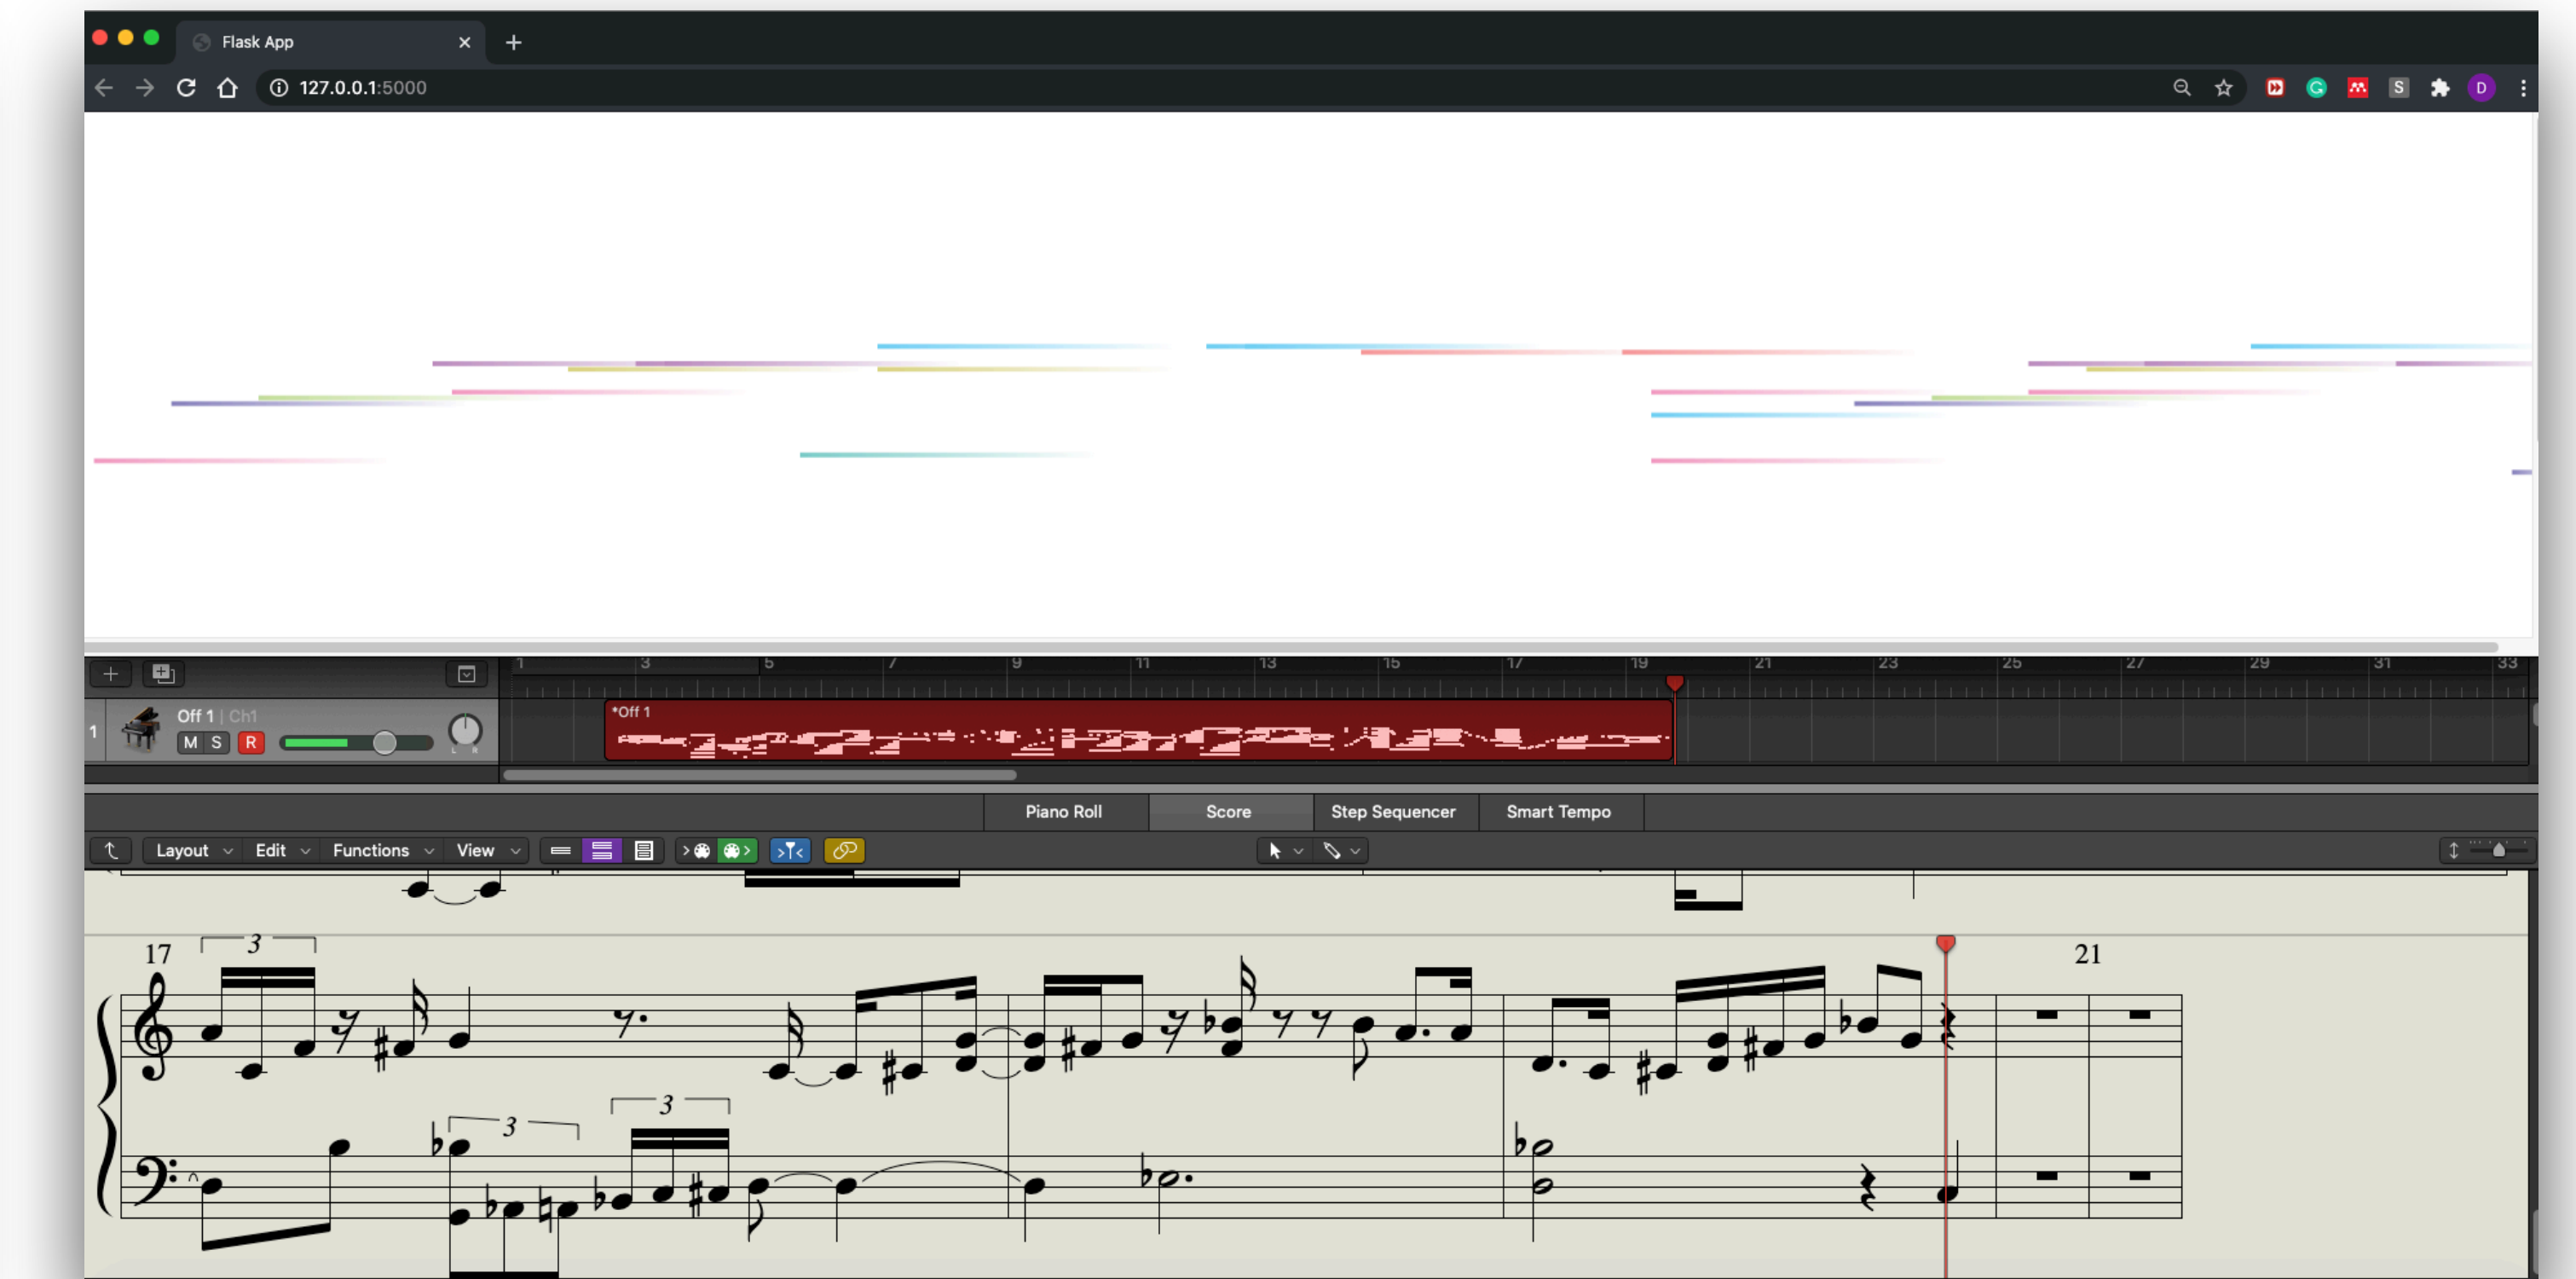 Flask App
127.0.0.1:5000
S
D
1 3 5 7 9 11 13 15 17 19 21 23 25 27 29 31 33
1
Off 1 | Ch1
M S R
L R
*Off 1
Piano Roll Score Step Sequencer Smart Tempo
Layout Edit Functions View
17 3 21
3 3